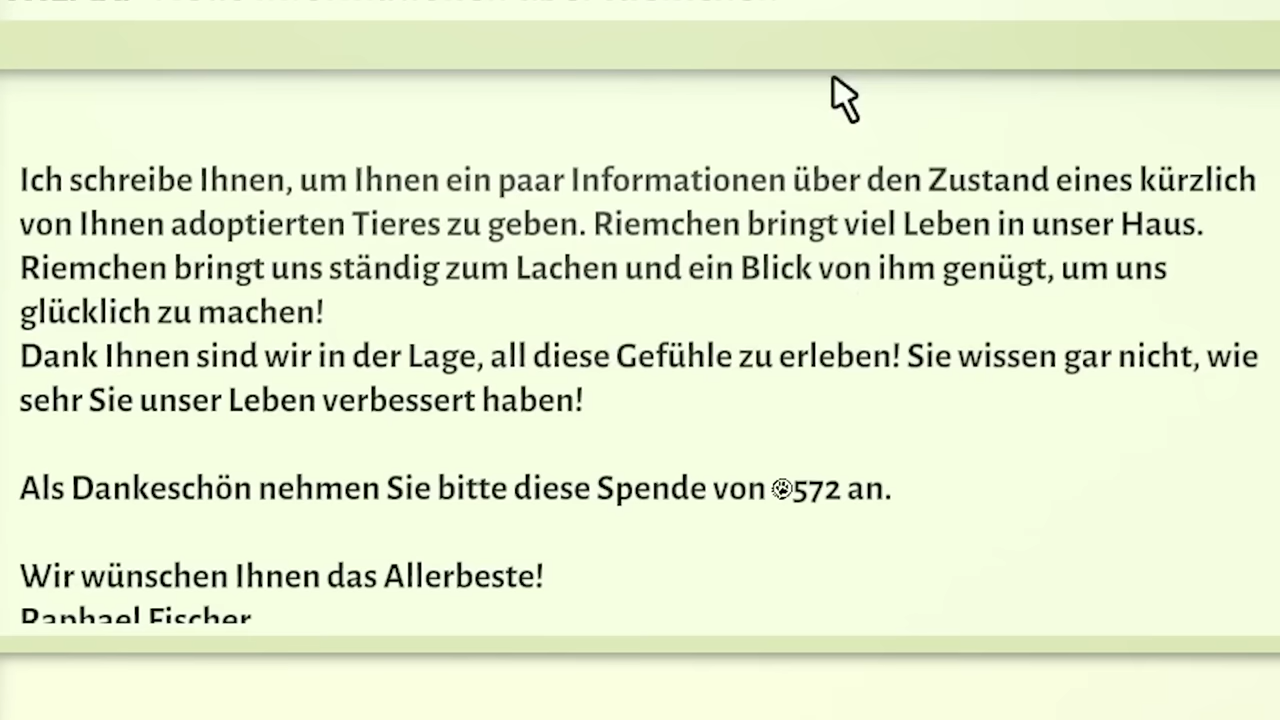 Ich schreibe Ihnen, um Ihnen ein paar Informationen über den Zustand eines kürzlich
von Ihnen adoptierten Tieres zu geben. Riemchen bringt viel Leben in unser Haus.
Riemchen bringt uns ständig zum Lachen und ein Blick von ihm genügt, um uns
glücklich zu machen!
Dank Ihnen sind wir in der Lage, all diese Gefühle zu erleben! Sie wissen gar nicht, wie
sehr Sie unser Leben verbessert haben!
Als Dankeschön nehmen Sie bitte diese Spende von 572 an.
Wir wünschen Ihnen das Allerbeste!
Raphael Fischer